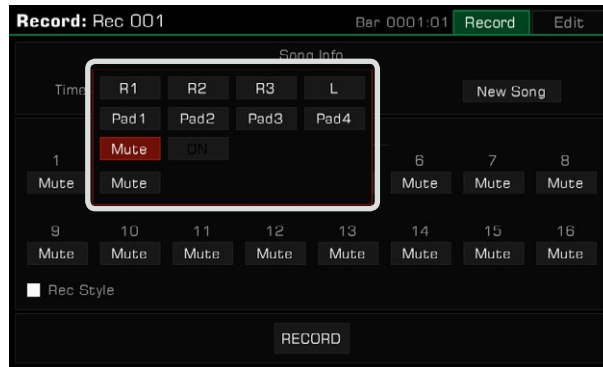 Record: Rec 001 Bar 0001:01 Record Edit
Song Info
Time R1 R2 R3 L New Song
Pad1 Pad2 Pad3 Pad4
Mute ON
1 6 7 8
Mute Mute Mute Mute Mute
9 10 11 12 13 14 15 16
Mute Mute Mute Mute Mute Mute Mute Mute
Rec Style
RECORD